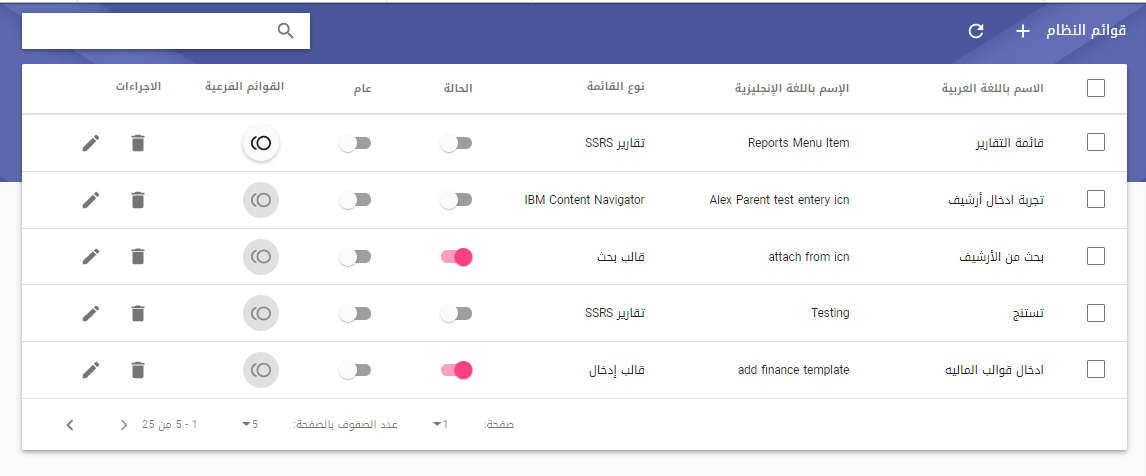 قوائم النظام
الاسم باللغة العربية الإسم باللغة الإنجليزية نوع القائمة الحالة عام القوائم الفرعية الاجراءات
قائمة التقارير Reports Menu Item تقارير SSRS
تجربة ادخال أرشيف Alex Parent test entery icn IBM Content Navigator
بحث من الأرشيف attach from icn قالب بحث
تستنج Testing تقارير SSRS
ادخال قوالب الماليه add finance template قالب إدخال
صفحة: 1 عدد الصفوف بالصفحة: 5 1 - 5 من 25